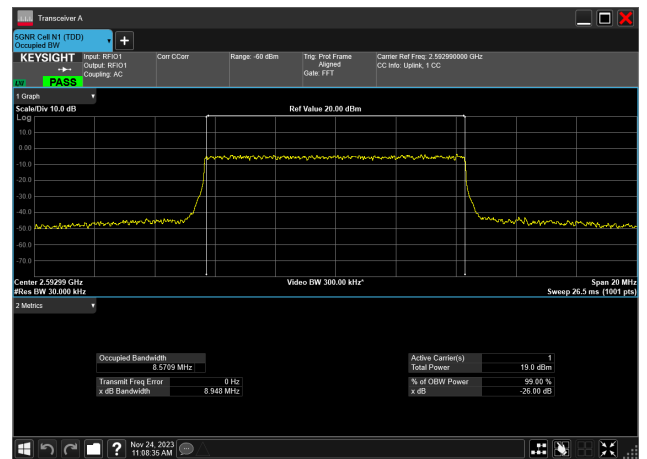 Transceiver A
5GNR Cell N1 (TDD)
Occupied BW
KEYSIGHT
Input: RFIO1
Output: RFIO1
Coupling: AC
Corr CCorr
Range: -60 dBm
Trig: Prot Frame
Aligned
Gate: FFT
Carrier Ref Freq: 2.592990000 GHz
CC Info: Uplink, 1 CC
PASS
1 Graph
Scale/Div 10.0 dB
Ref Value 20.00 dBm
Log
10.0
0.00
-10.0
-20.0
-30.0
-40.0
-50.0
-60.0
-70.0
Center 2.59299 GHz
Video BW 300.00 kHz*
Span 20 MHz
#Res BW 30.000 kHz
Sweep 26.5 ms (1001 pts)
2 Metrics
Occupied Bandwidth
8.5709 MHz
Transmit Freq Error 0 Hz
x dB Bandwidth 8.948 MHz
Active Carrier(s) 1
Total Power 19.0 dBm
% of OBW Power 99.00 %
x dB -26.00 dB
Nov 24, 2023
11:08:35 AM